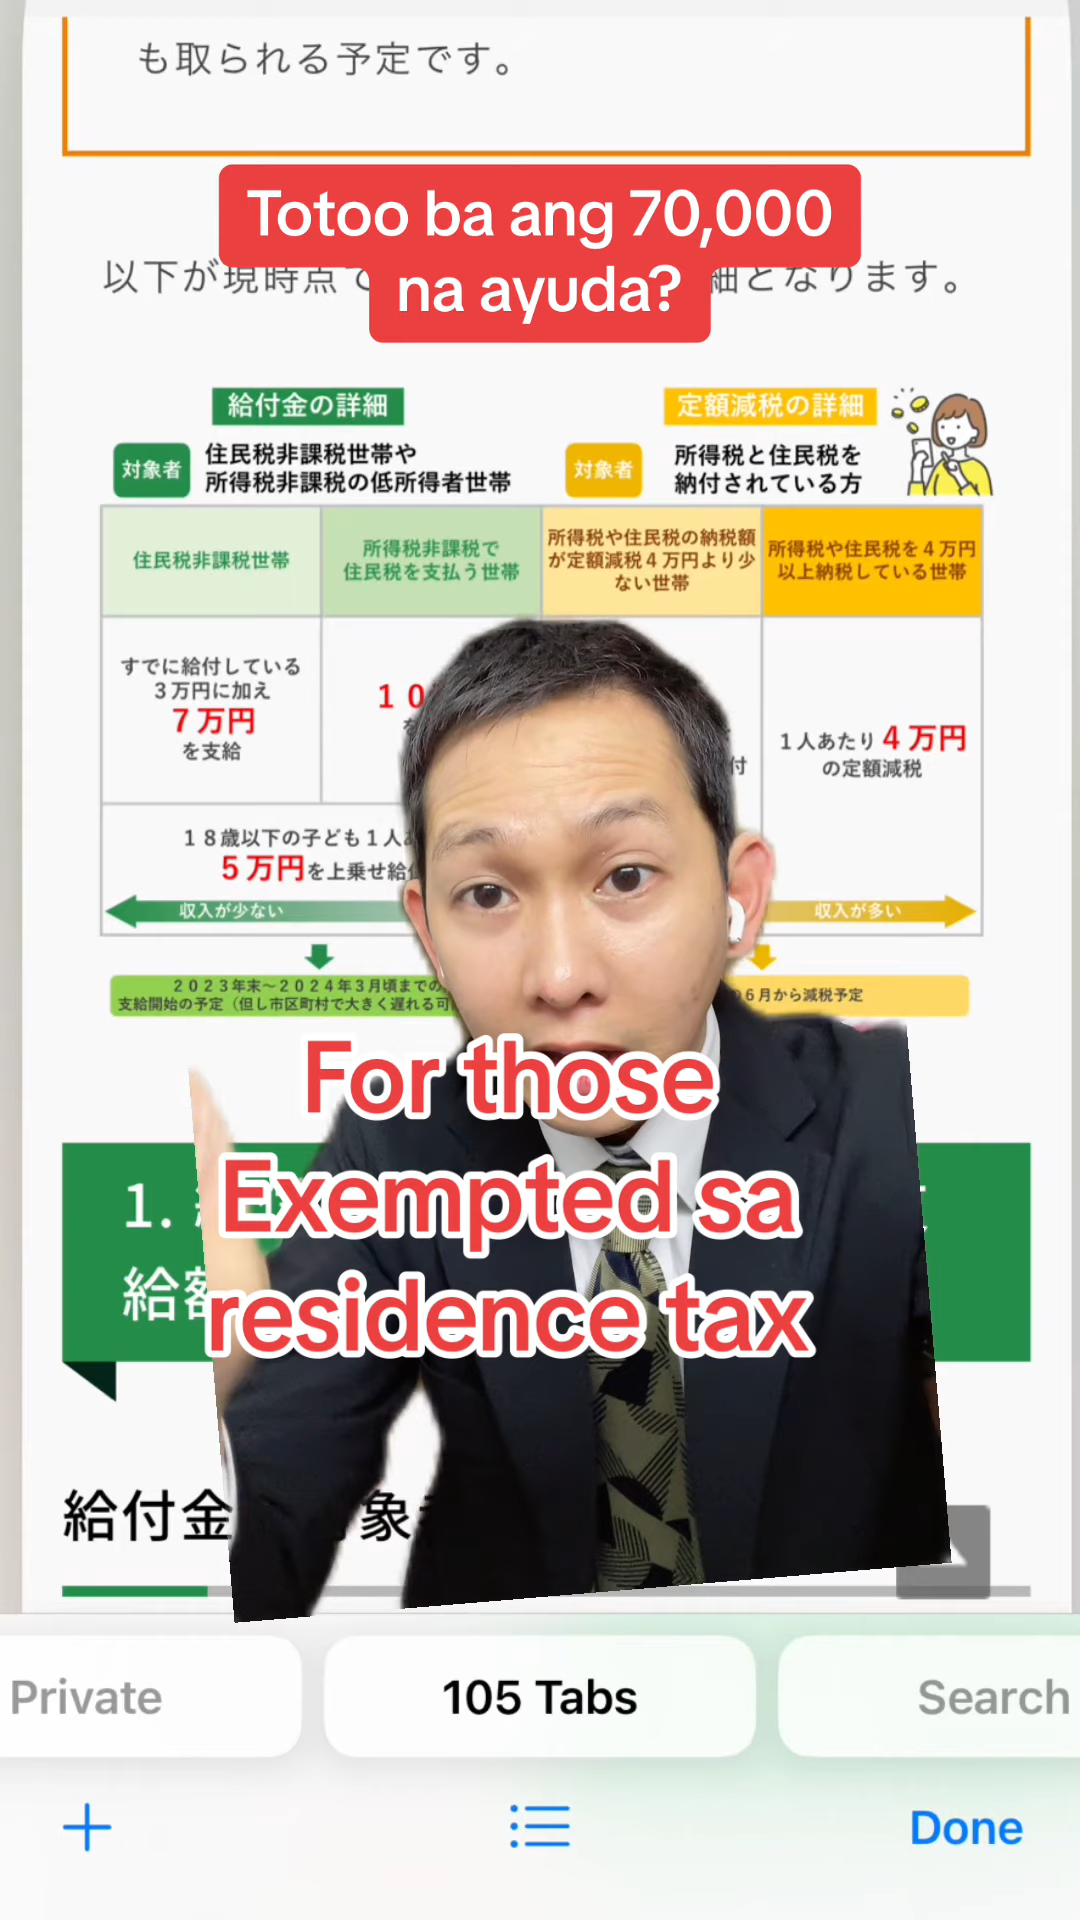 も取られる予定です。
Totoo ba ang 70,000
na ayuda?
以下が現時点で
細となります。
給付金の詳細
定額減税の詳細
対象者
住民税非課税世帯や
所得税非課税の低所得者世帯
対象者
所得税と住民税を
納付されている方
住民税非課税世帯
所得税非課税で
住民税を支払う世帯
所得税や住民税の納税額
が定額減税4万円より少
ない世帯
所得税や住民税を4万円
以上納税している世帯
すでに給付している
3万円に加え
7万円
を支給
10
付
1人あたり4万円
の定額減税
18歳以下の子ども1人
5万円を上乗せ給
収入が少ない
収入が多い
2023年末〜2024年3月頃までの
支給開始の予定(但し市区町村で大きく遅れる可
6月から減税予定
For those
Exempted sa
residence tax
1.
給
給付金
象
Private
105 Tabs
Search
Done